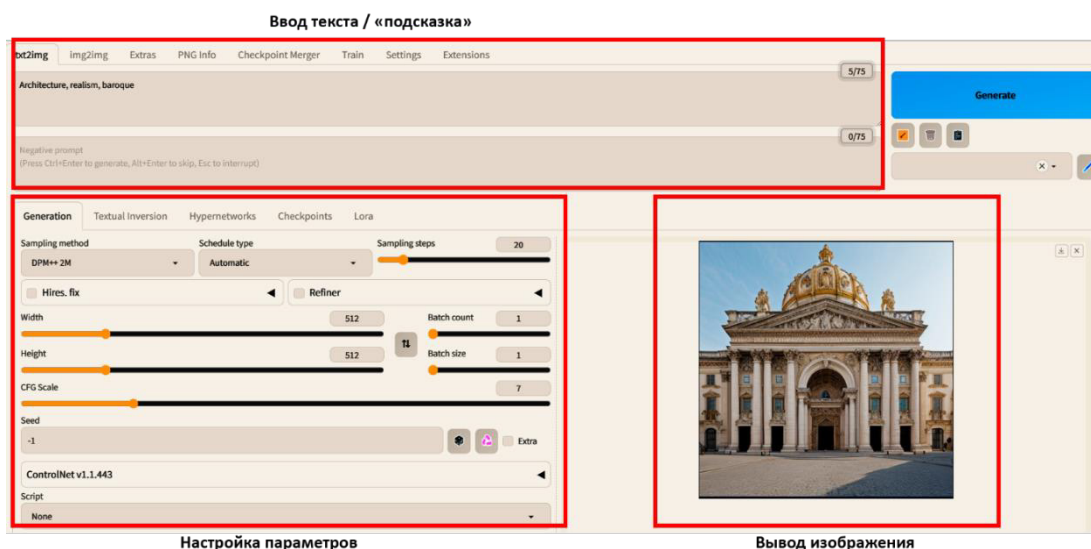 Ввод текста / «подсказка»
txt2img img2img Extras PNG Info Checkpoint Merger Train Settings Extensions
5/75
Architecture, realism, baroque
Generate
0/75
Negative prompt
(Press Ctrl+Enter to generate, Alt+Enter to skip, Esc to interrupt)
Generation Textual Inversion Hypernetworks Checkpoints Lora
Sampling method Schedule type Sampling steps 20
DPM++ 2M Automatic
Hires. fix Refiner
Width 512 Batch count 1
Height 512 Batch size 1
CFG Scale 7
Seed
-1 Extra
ControlNet v1.1.443
Script
None
Настройка параметров Вывод изображения